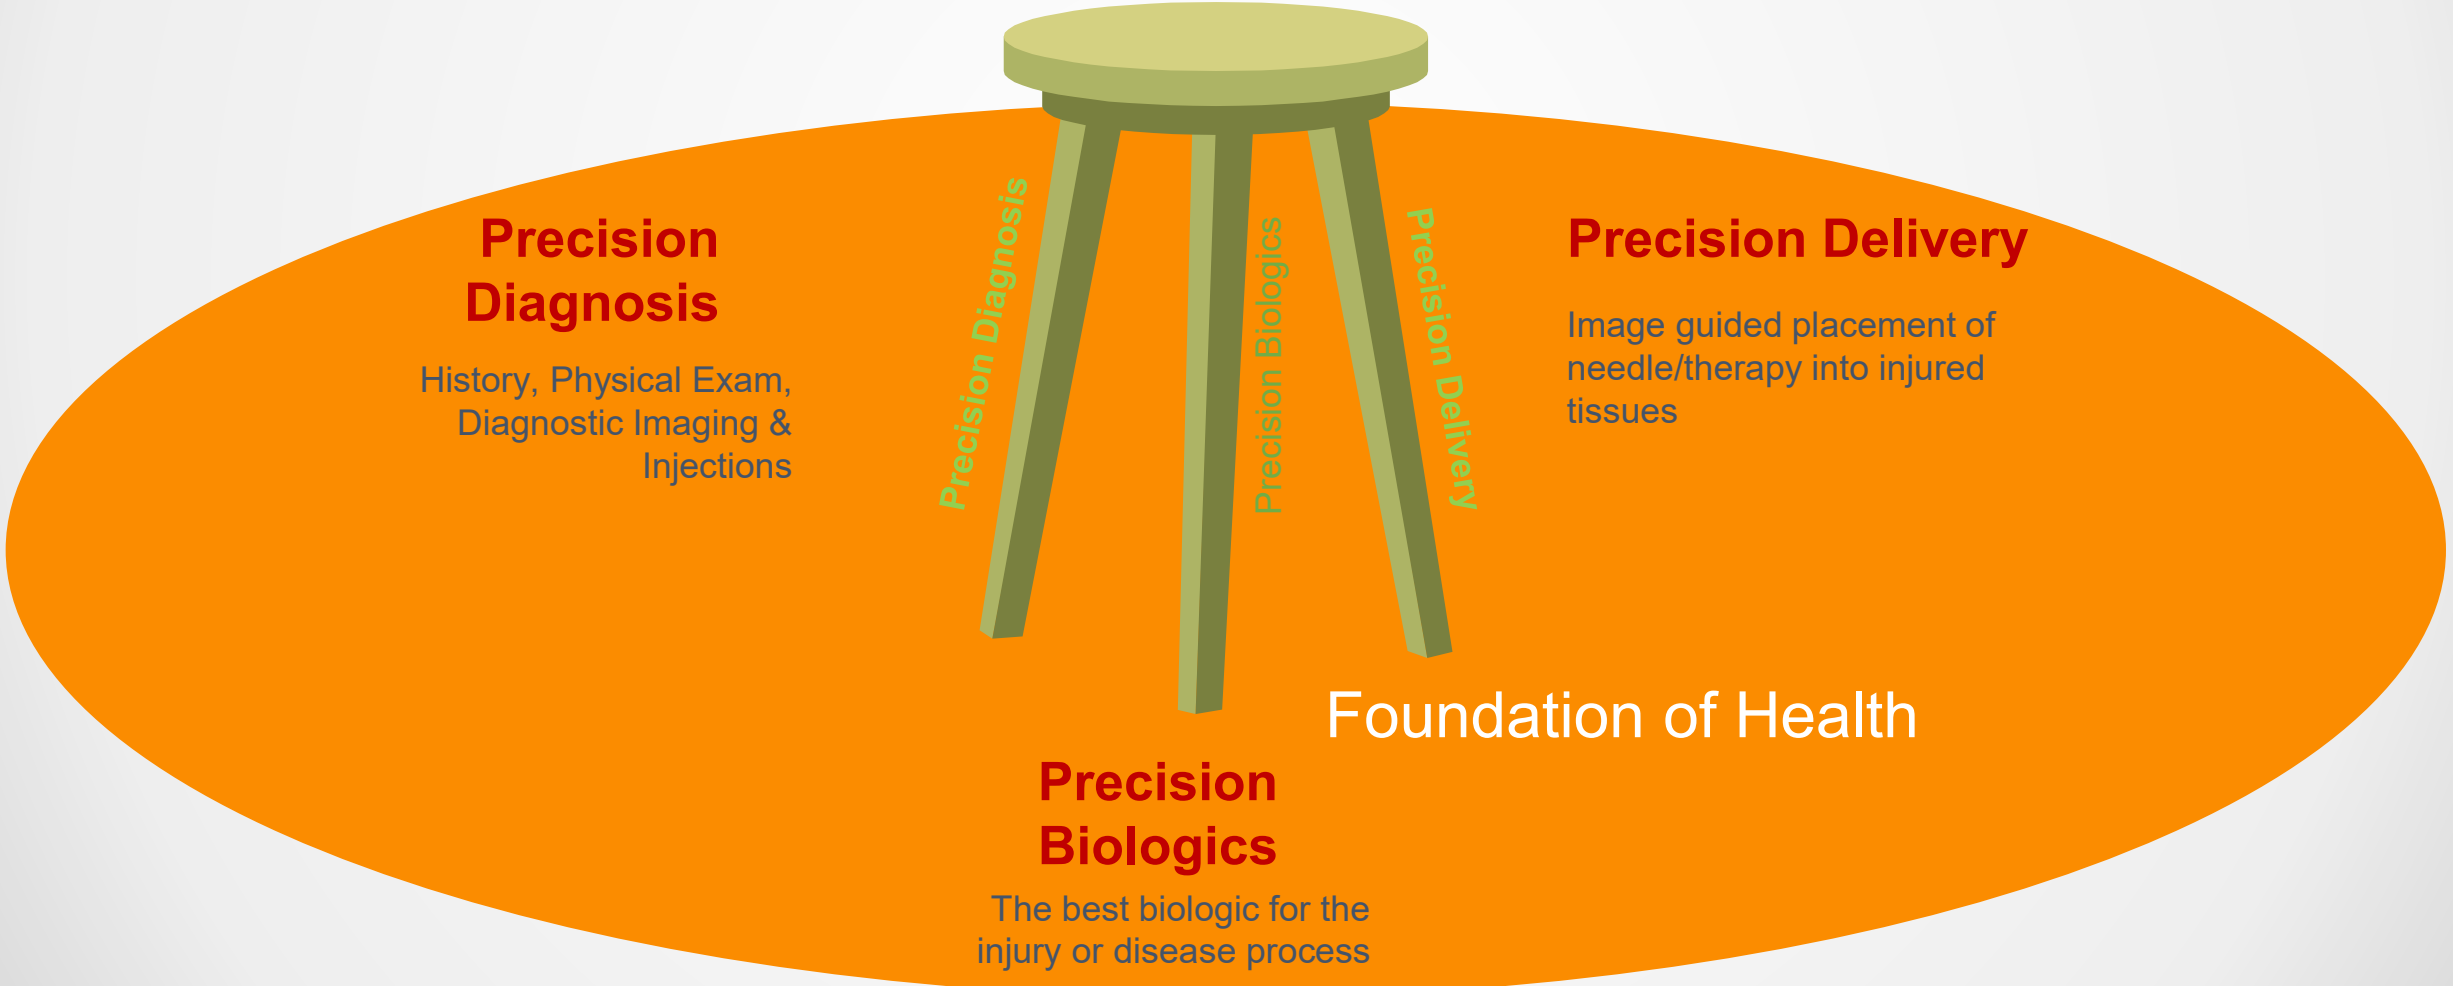 Precision
Diagnosis
History, Physical Exam,
Diagnostic Imaging &
Injections
Precision Diagnosis
Precision Biologics
Precision Delivery
Precision Delivery
Image guided placement of
needle/therapy into injured
tissues
Foundation of Health
Precision
Biologics
The best biologic for the
injury or disease process